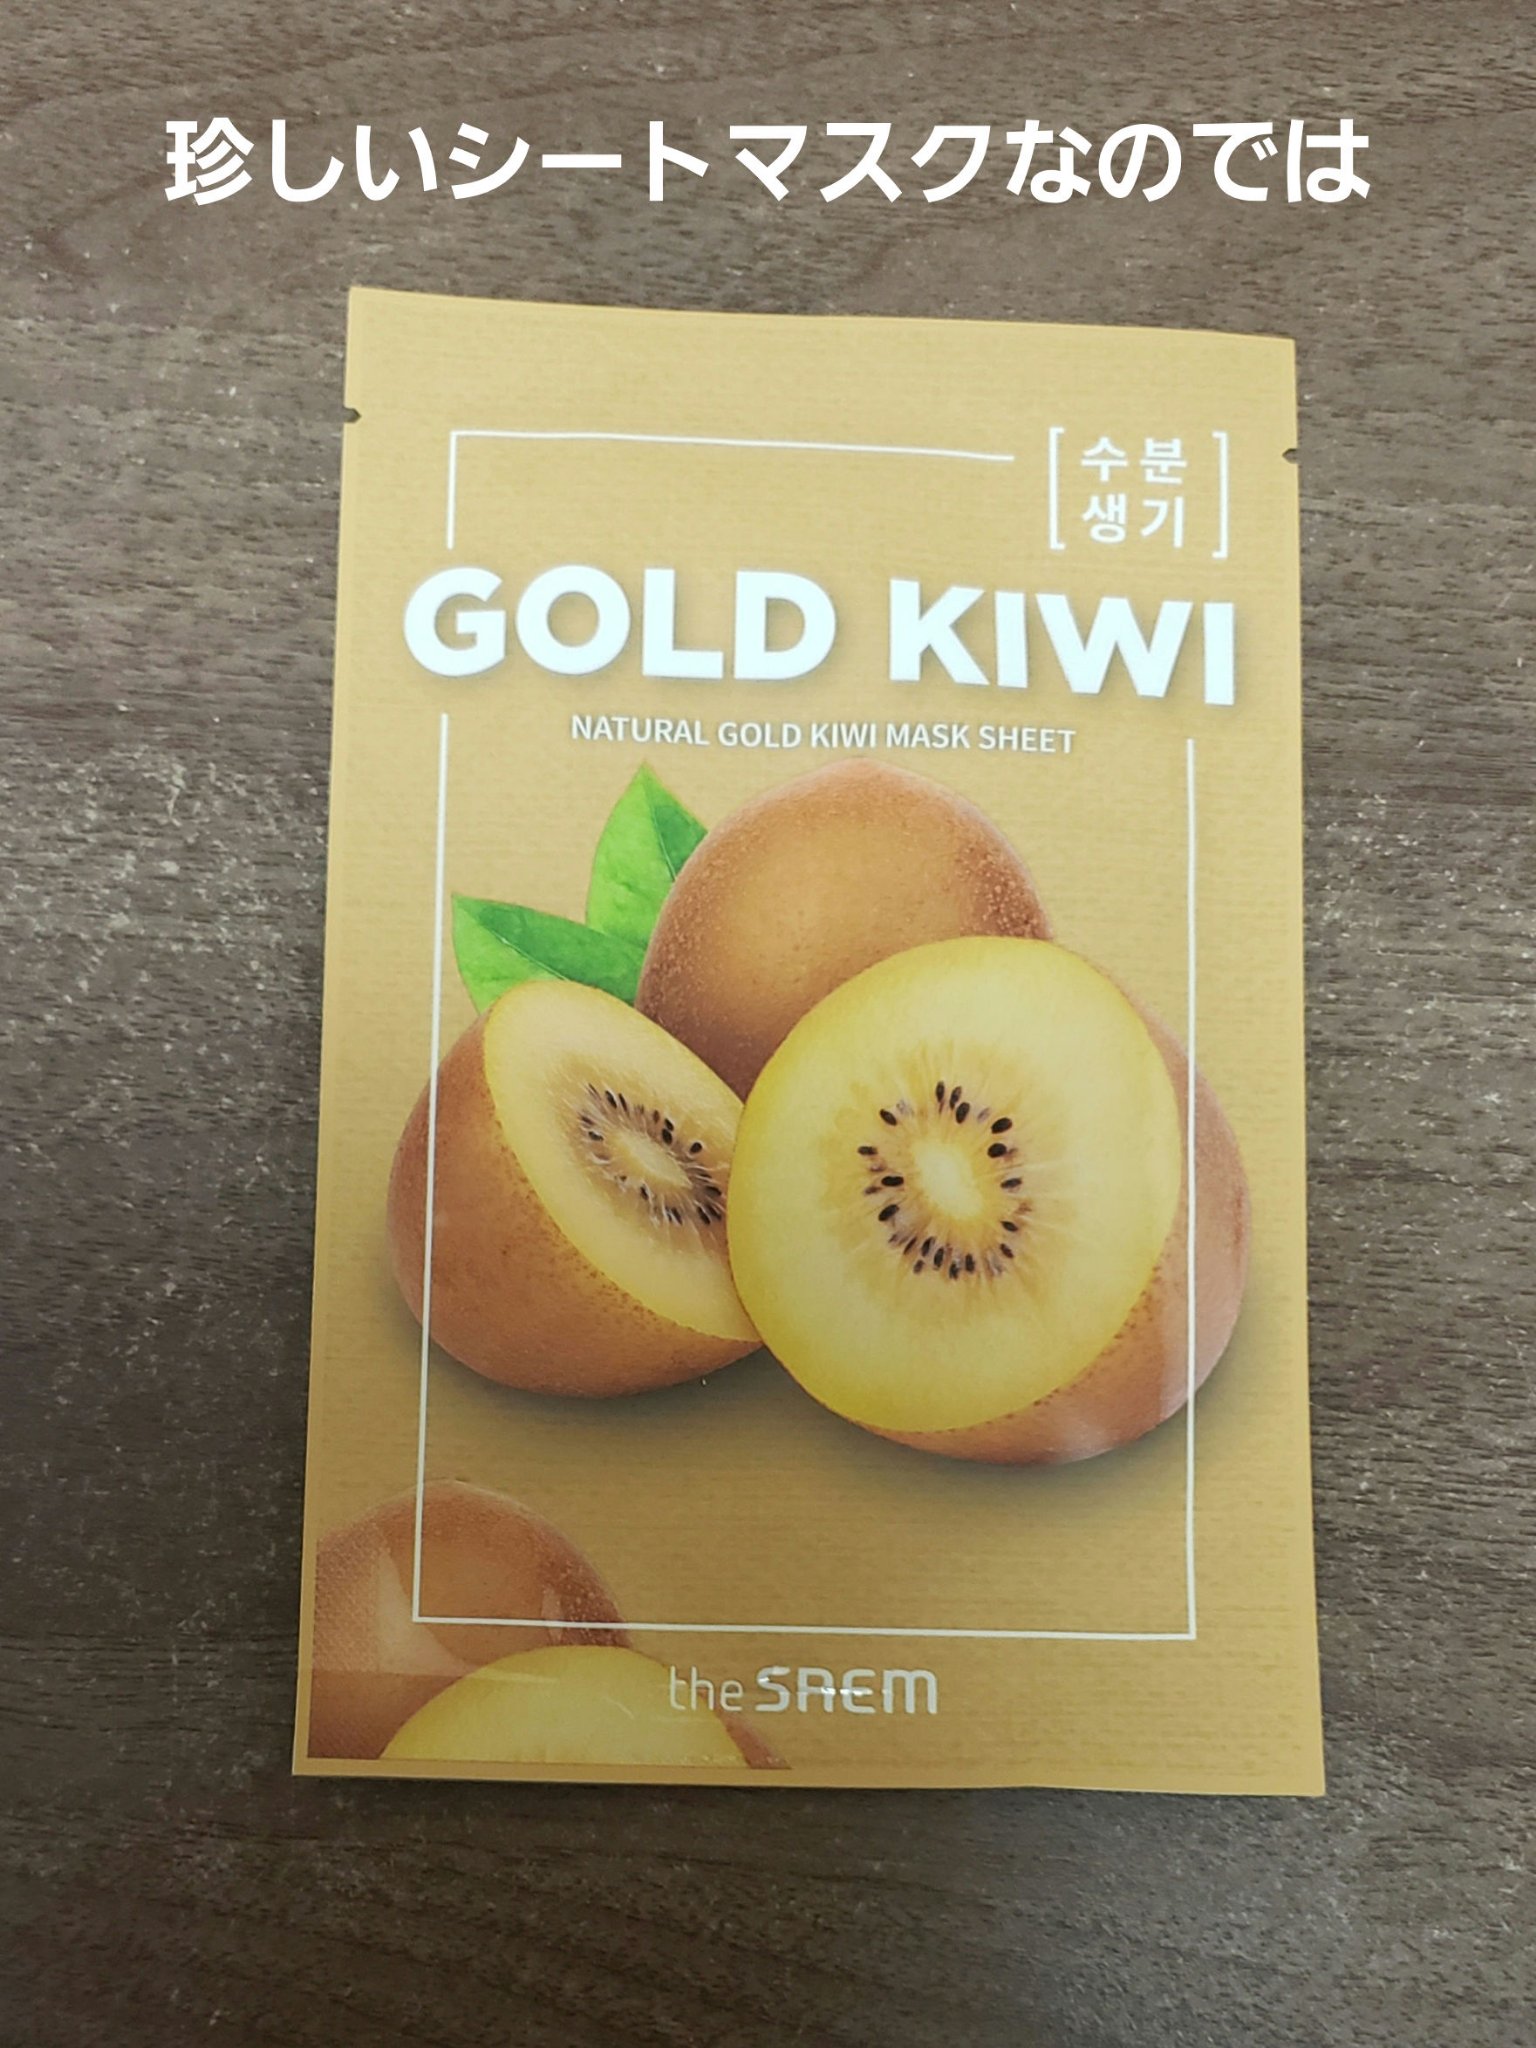 珍しいシートマスクなのでは
수분
생기
GOLD KIWI
NATURAL GOLD KIWI MASK SHEET
the SAEM